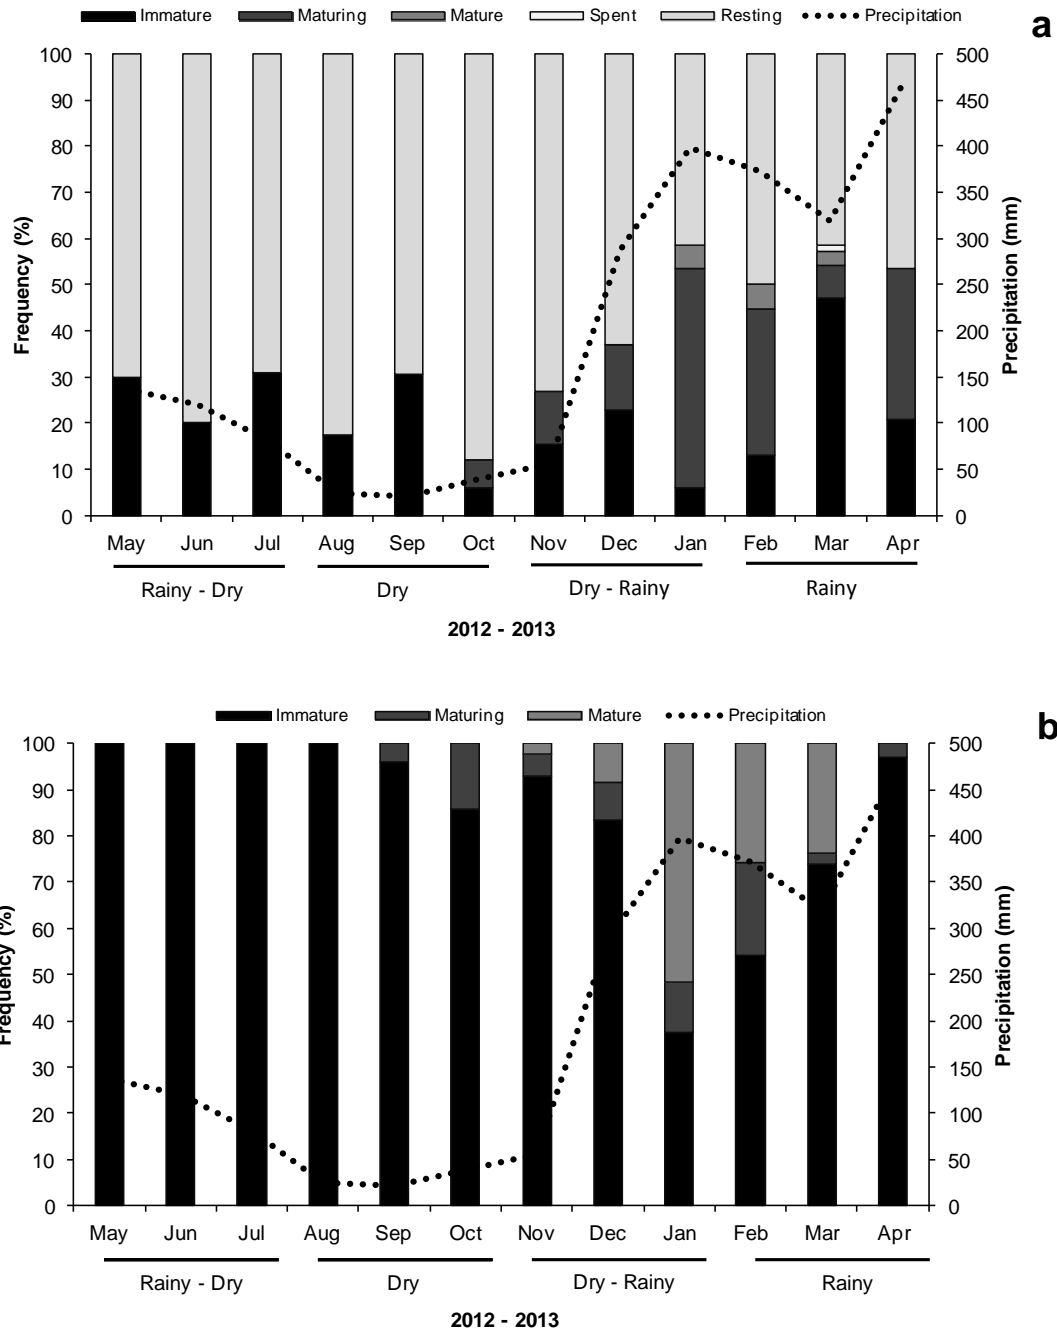 Immature Maturing Mature Spent Resting Precipitation
a
100 500
90 450
80 400
70 350
60 300
50 250
40 200
30 150
20 100
10 50
0 0
Frequency (%)
Precipitation (mm)
May Jun Jul Aug Sep Oct Nov Dec Jan Feb Mar Apr
Rainy - Dry Dry Dry - Rainy Rainy
2012 - 2013
Immature Maturing Mature Precipitation
b
100 500
90 450
80 400
70 350
60 300
50 250
40 200
30 150
20 100
10 50
0 0
Frequency (%)
Precipitation (mm)
May Jun Jul Aug Sep Oct Nov Dec Jan Feb Mar Apr
Rainy - Dry Dry Dry - Rainy Rainy
2012 - 2013